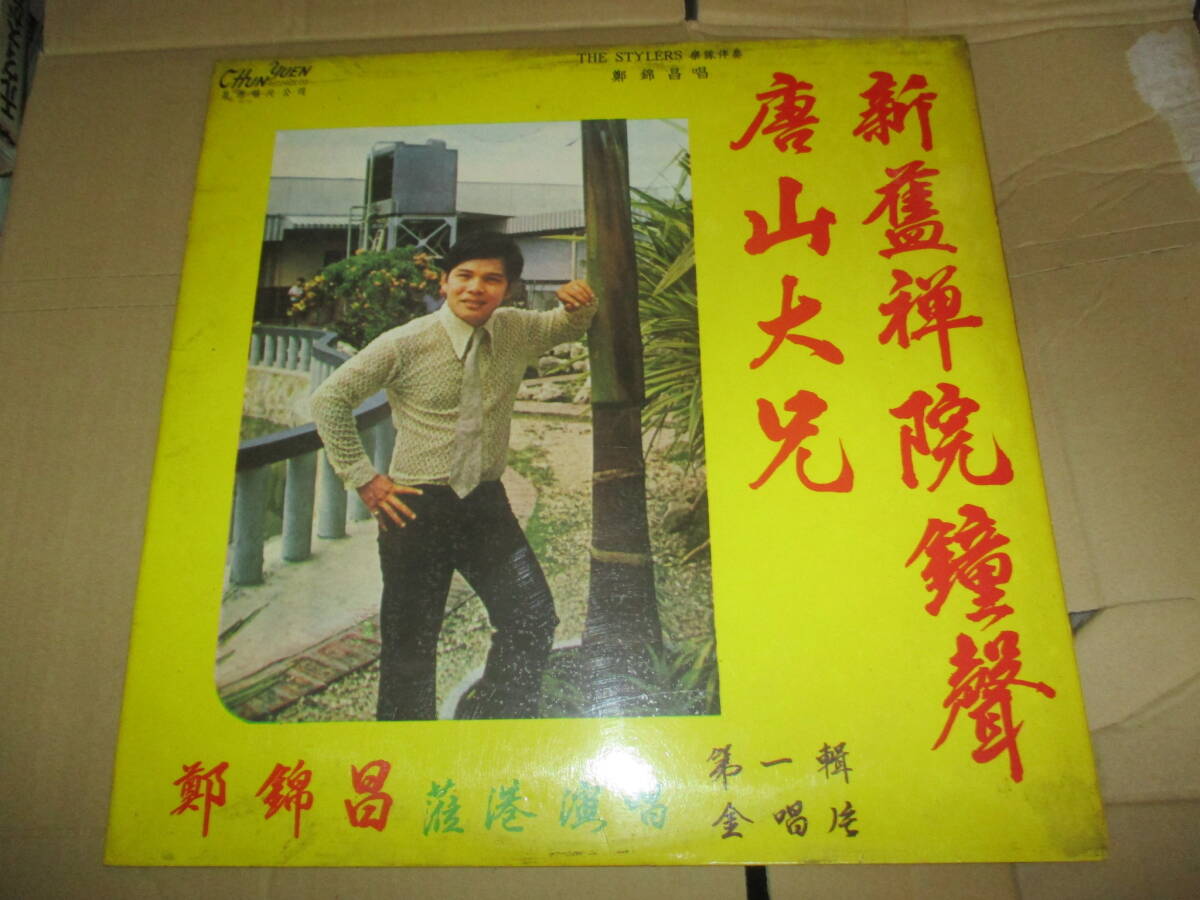 CHUN YUEN
THE STYLERS 樂隊伴奏
鄭錦昌唱
新舊禪院鐘聲
唐山大兄
鄭錦昌蒞港演唱
第一輯
金唱片